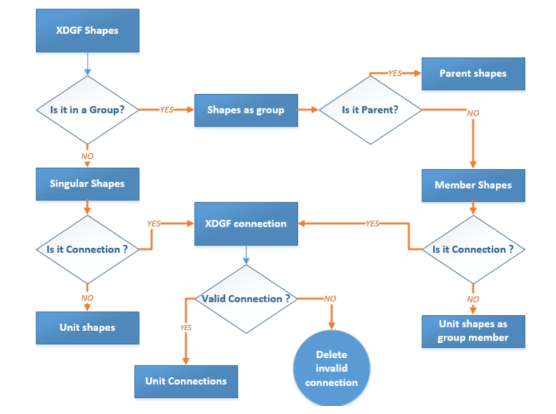 XDGF Shapes
YES
Parent shapes
Is it in a Group?
YES
Shapes as group
Is it Parent?
NO
NO
Singular Shapes
Member Shapes
YES
XDGF connection
YES
Is it Connection ?
Is it Connection ?
NO
Valid Connection ?
NO
NO
Unit shapes
YES
Unit shapes as
group member
Delete
invalid
connection
Unit Connections